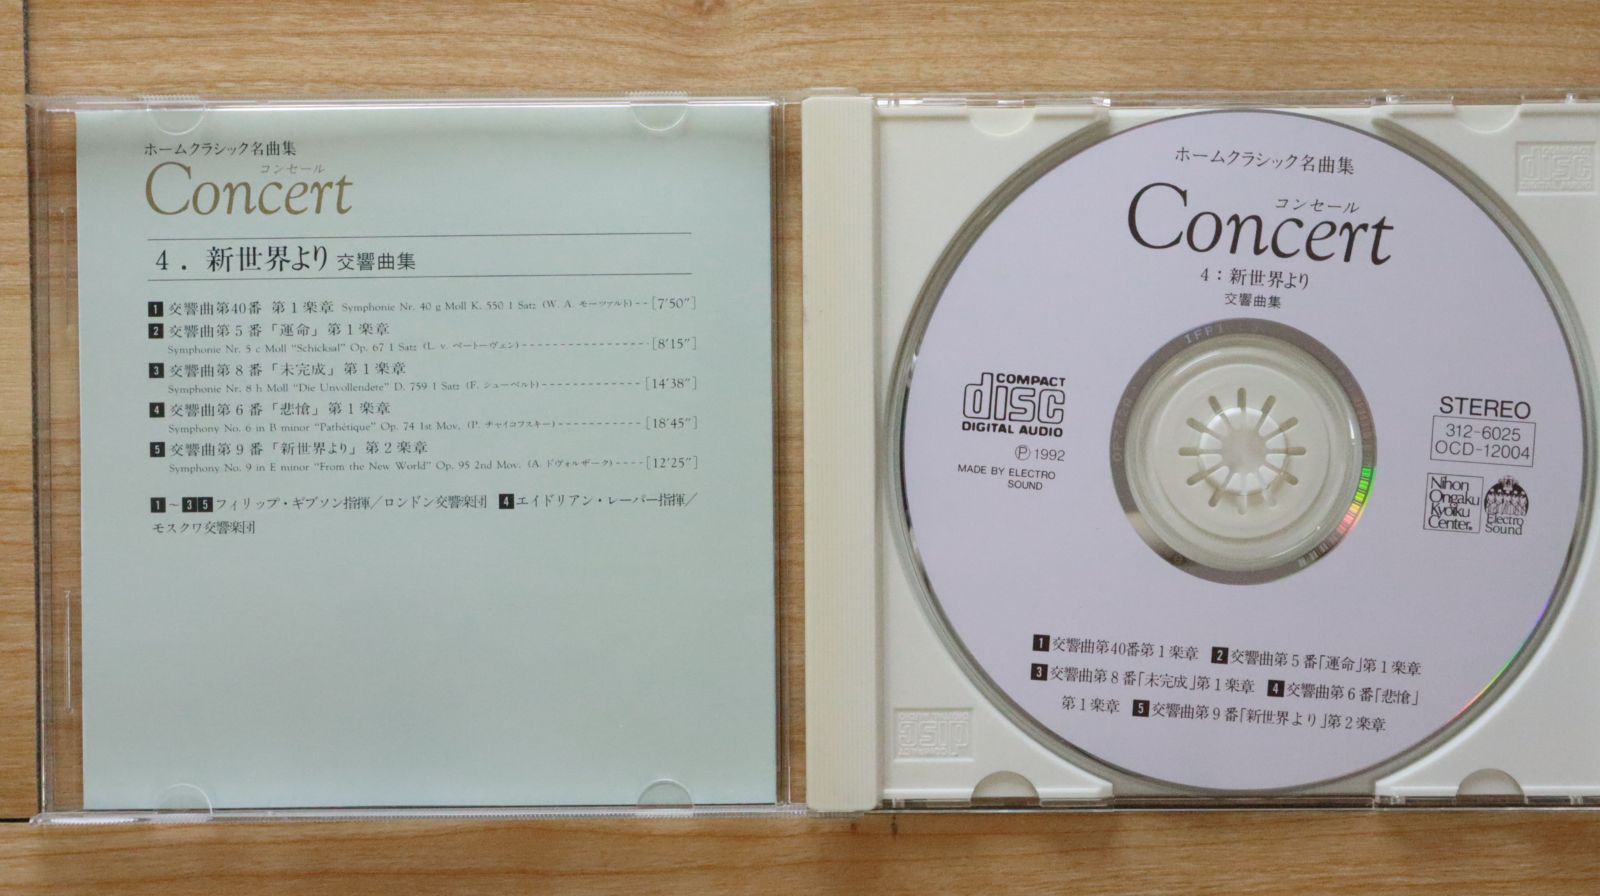 ホームクラシック名曲集
コンセール
Concert
4．新世界より 交響曲集
1 交響曲第40番 第1楽章 Symphonie Nr. 40 g Moll K. 550 1 Satz (W. A. モーツァルト) -- [7′50″]
2 交響曲第5番「運命」第1楽章
Symphonie Nr. 5 c Moll “Schicksal” Op. 67 1 Satz (L. v. ベートーヴェン) -------------------- [8′15″]
3 交響曲第8番「未完成」第1楽章
Symphonie Nr. 8 h Moll “Die Unvollendete” D. 759 1 Satz (F. シューベルト) ---------------- [14′38″]
4 交響曲第6番「悲愴」第1楽章
Symphony No. 6 in B minor “Pathétique” Op. 74 1st Mov. (P. チャイコフスキー) -------------- [18′45″]
5 交響曲第9番「新世界より」第2楽章
Symphony No. 9 in E minor “From the New World” Op. 95 2nd Mov. (A. ドヴォルザーク) ---- [12′25″]
1～3 5 フィリップ・ギブソン指揮／ロンドン交響楽団 4 エイドリアン・レーパー指揮／
モスクワ交響楽団
ホームクラシック名曲集
コンセール
Concert
4：新世界より
交響曲集
COMPACT
disc
DIGITAL AUDIO
Ⓟ1992
MADE BY ELECTRO
SOUND
STEREO
312-6025
OCD-12004
Nihon
Ongaku
Kyoiku
Center®
Electro
Sound
1 交響曲第40番第1楽章 2 交響曲第5番「運命」第1楽章
3 交響曲第8番「未完成」第1楽章 4 交響曲第6番「悲愴」
第1楽章 5 交響曲第9番「新世界より」第2楽章
COMPACT
disc
DIGITAL AUDIO
COMPACT
disc
DIGITAL AUDIO